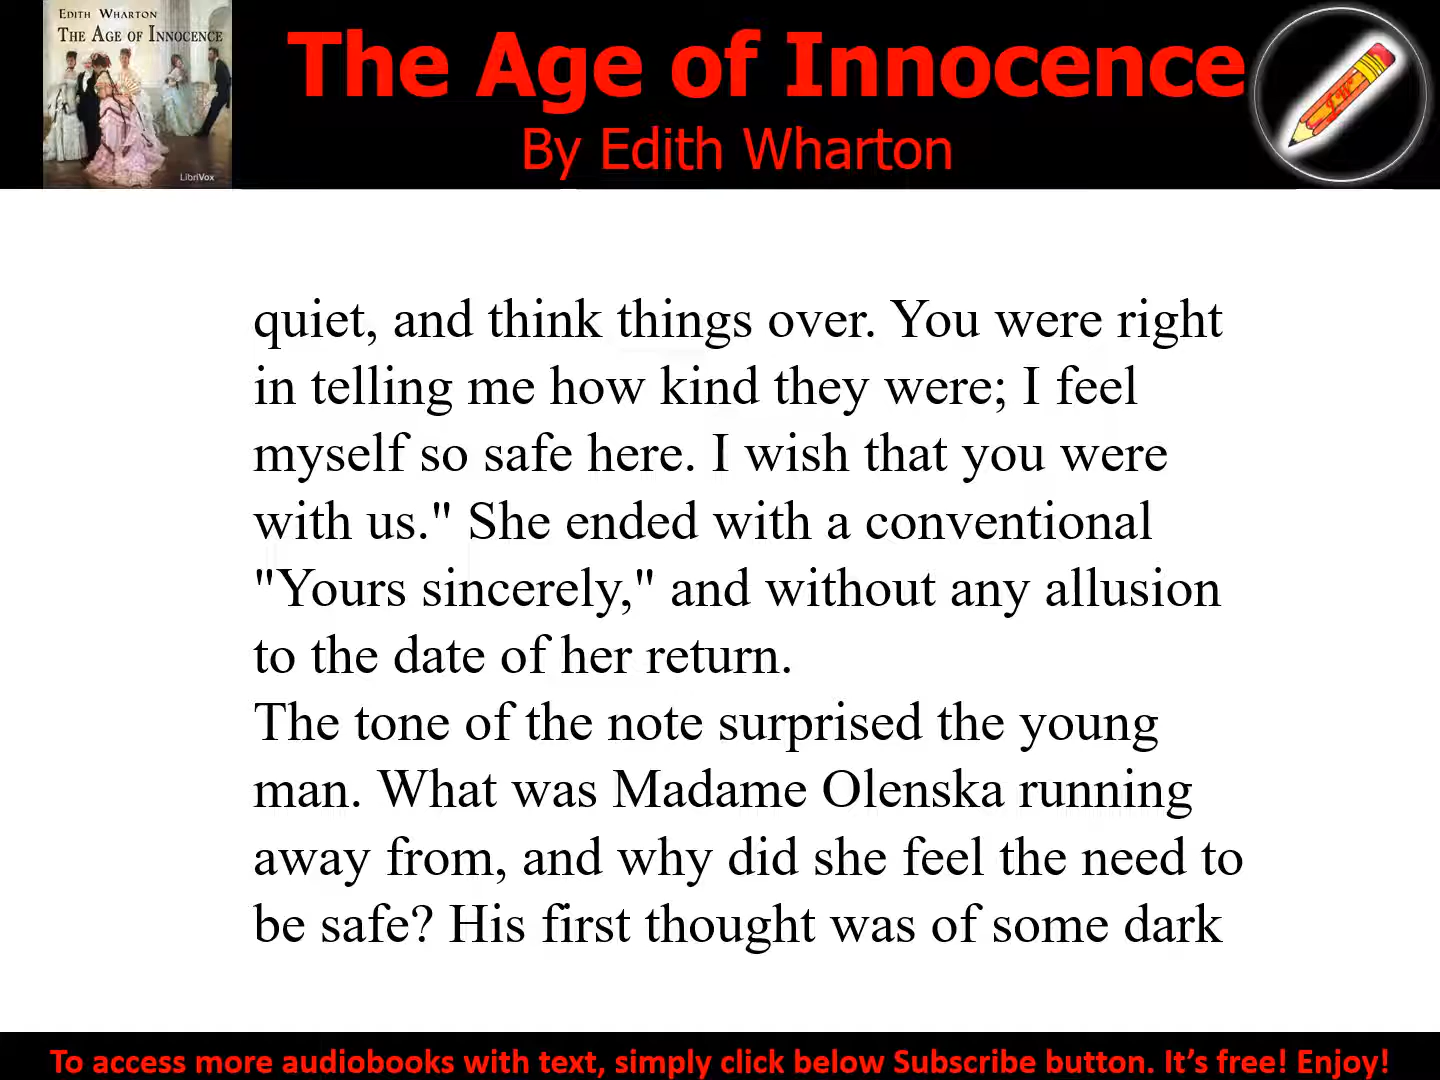 EDITH WHARTON
THE AGE OF INNOCENCE
LibriVox
The Age of Innocence
By Edith Wharton
quiet, and think things over. You were right
in telling me how kind they were; I feel
myself so safe here. I wish that you were
with us." She ended with a conventional
"Yours sincerely," and without any allusion
to the date of her return.
The tone of the note surprised the young
man. What was Madame Olenska running
away from, and why did she feel the need to
be safe? His first thought was of some dark
To access more audiobooks with text, simply click below Subscribe button. It’s free! Enjoy!